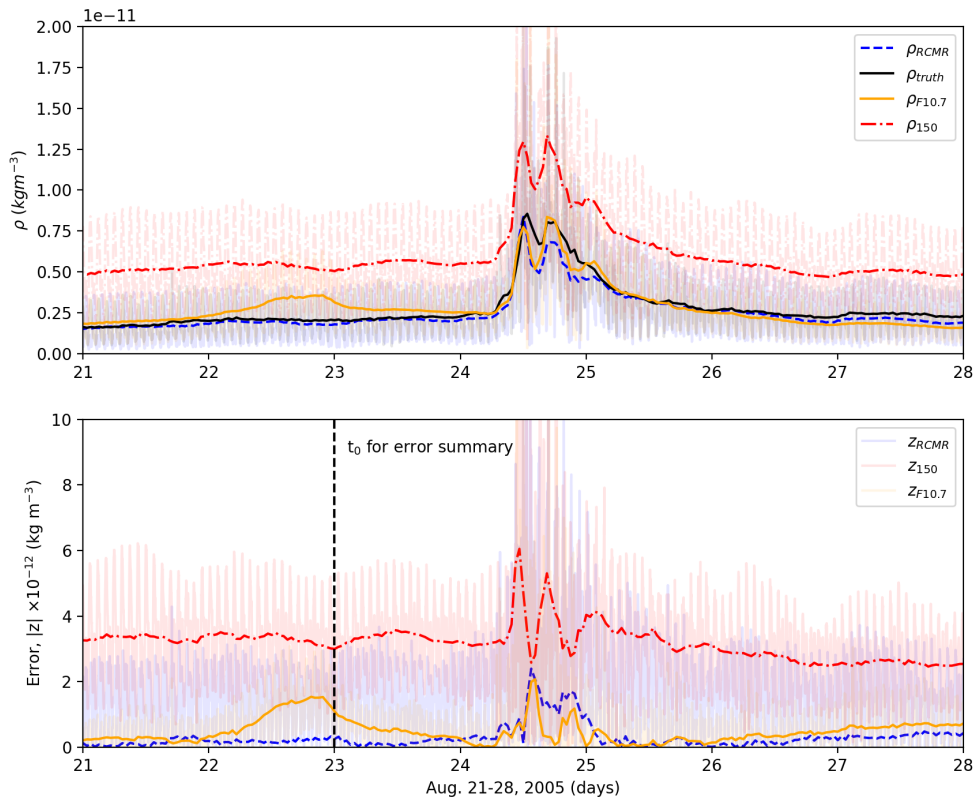 1e−11
2.00
1.75
1.50
1.25
1.00
0.75
0.50
0.25
0.00
ρ (kgm⁻³)
ρ_RCMR
ρ_truth
ρ_F10.7
ρ_150
21 22 23 24 25 26 27 28
10
8
6
4
2
0
Error, |z| ×10⁻¹² (kg m⁻³)
t₀ for error summary
z_RCMR
z_150
z_F10.7
21 22 23 24 25 26 27 28
Aug. 21-28, 2005 (days)